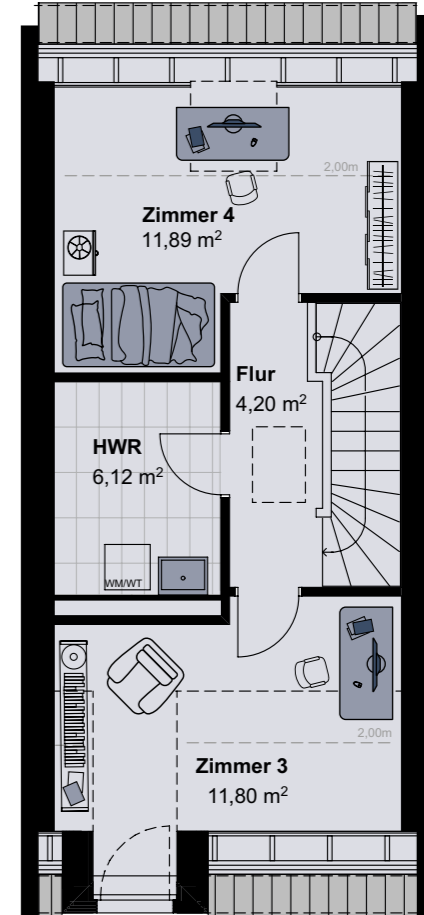 2,00m
Zimmer 4
11,89 m²
Flur
4,20 m²
HWR
6,12 m²
WM/WT
2,00m
Zimmer 3
11,80 m²